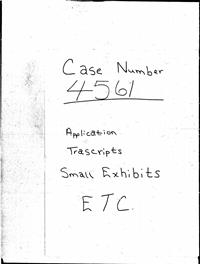 Case Number
4561
Application
Trascripts
Small Exhibits
ETC.